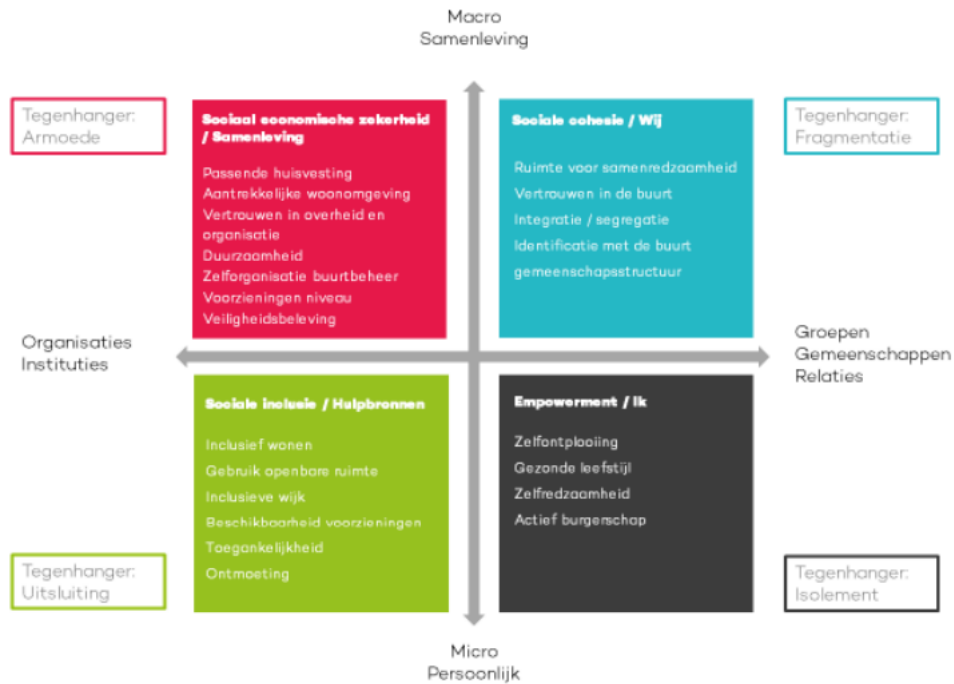 Macro
Samenleving
Tegenhanger:
Armoede
Sociaal economische zekerheid
/ Samenleving
Passende huisvesting
Aantrekkelijke woonomgeving
Vertrouwen in overheid en
organisatie
Duurzaamheid
Zelforganisatie buurtbeheer
Voorzieningen niveau
Veiligheidsbeleving
Sociale cohesie / Wij
Ruimte voor samenredzaamheid
Vertrouwen in de buurt
Integratie / segregatie
Identificatie met de buurt
gemeenschapsstructuur
Tegenhanger:
Fragmentatie
Organisaties
Instituties
Groepen
Gemeenschappen
Relaties
Sociale inclusie / Hulpbronnen
Inclusief wonen
Gebruik openbare ruimte
Inclusieve wijk
Beschikbaarheid voorzieningen
Toegankelijkheid
Ontmoeting
Empowerment / Ik
Zelfontplooiing
Gezonde leefstijl
Zelfredzaamheid
Actief burgerschap
Tegenhanger:
Uitsluiting
Tegenhanger:
Isolement
Micro
Persoonlijk